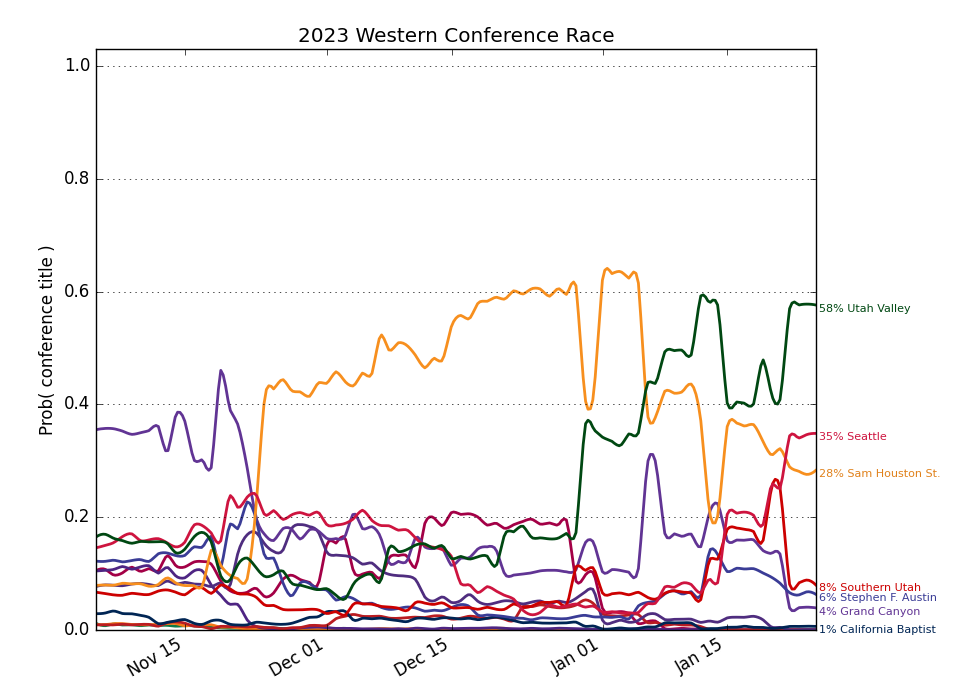 2023 Western Conference Race
Prob( conference title )
1.0
0.8
0.6
0.4
0.2
0.0
58% Utah Valley
35% Seattle
28% Sam Houston St.
8% Southern Utah
6% Stephen F. Austin
4% Grand Canyon
1% California Baptist
Nov 15
Dec 01
Dec 15
Jan 01
Jan 15